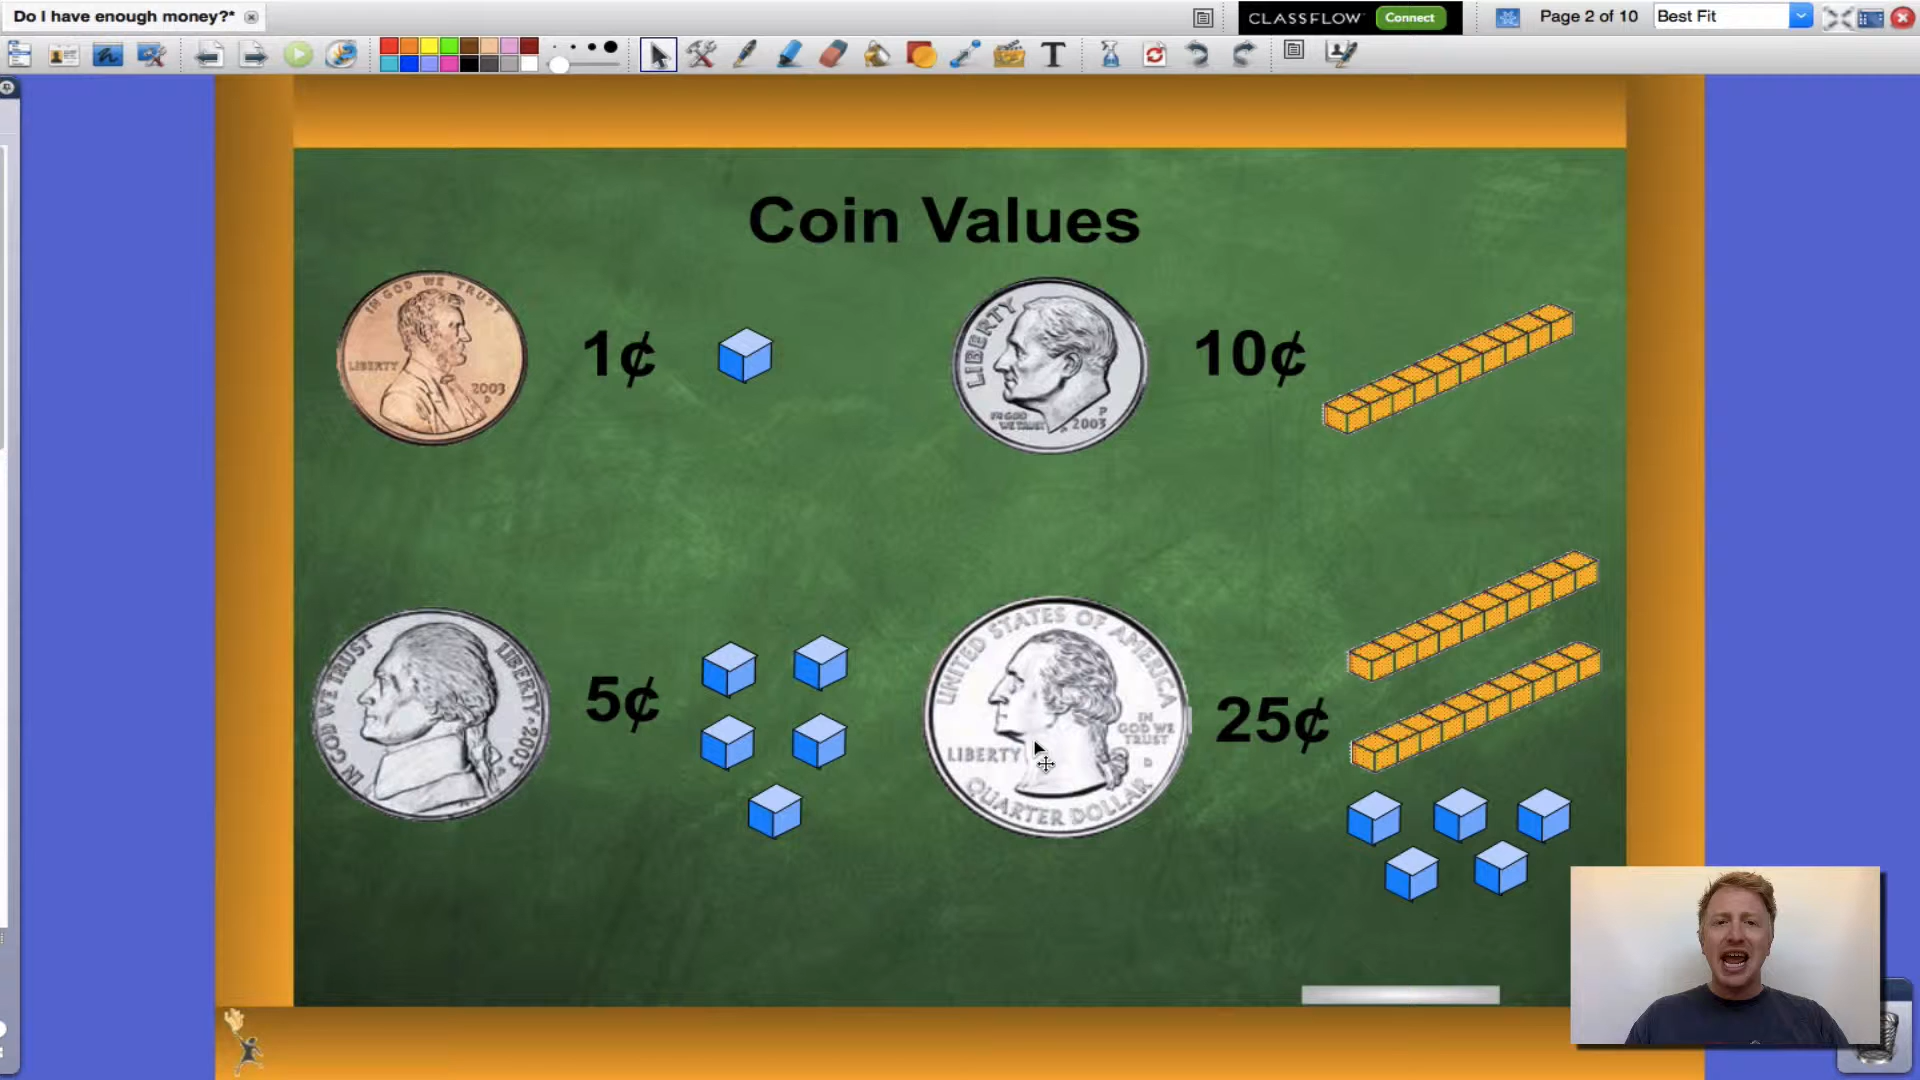 Do I have enough money?*
CLASSFLOW
Connect
Page 2 of 10
Best Fit
T
Coin Values
IN GOD WE TRUST
LIBERTY
2003
D
1¢
LIBERTY
IN GOD
WE TRUST
P
2003
10¢
IN GOD WE TRUST
LIBERTY • 2003
5¢
UNITED STATES OF AMERICA
IN
GOD WE
TRUST
LIBERTY
D
QUARTER DOLLAR
25¢